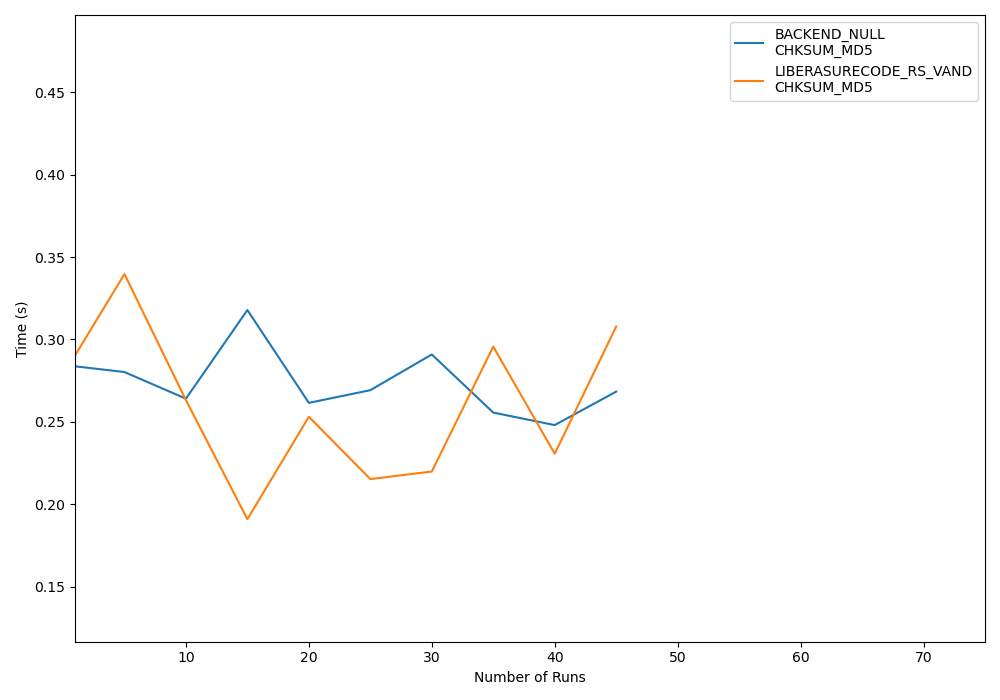 BACKEND_NULL
CHKSUM_MD5
LIBERASURECODE_RS_VAND
CHKSUM_MD5
0.45
0.40
0.35
0.30
0.25
0.20
0.15
Time (s)
10 20 30 40 50 60 70
Number of Runs